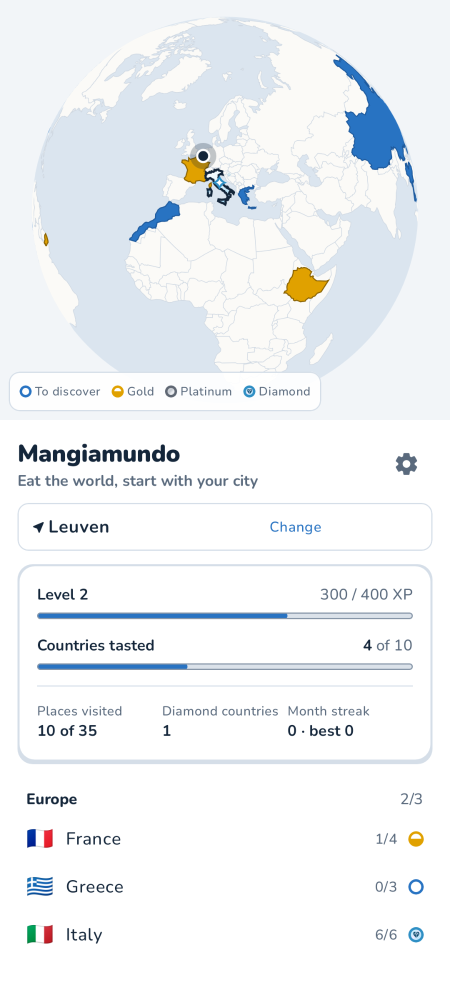 To discover
Gold
Platinum
Diamond
Mangiamundo
Eat the world, start with your city
Leuven
Change
Level 2
300 / 400 XP
Countries tasted
4 of 10
Places visited
Diamond countries
Month streak
10 of 35
1
0 · best 0
Europe
2/3
France
1/4
Greece
0/3
Italy
6/6